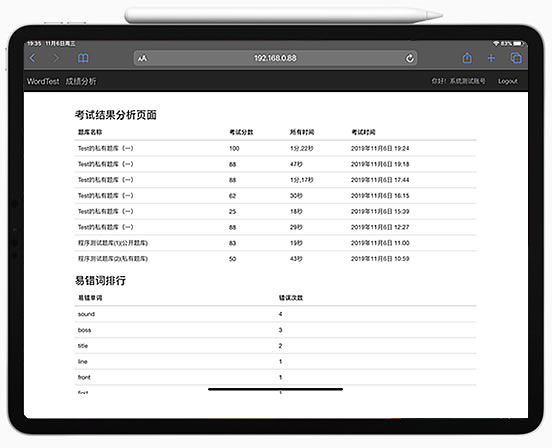 19:35 11月6日周三
83%
AA 192.168.0.88
WordTest 成绩分析 你好！系统测试账号 Logout
考试结果分析页面
题库名称 考试分数 所有时间 考试时间
Test的私有题库（一） 100 1分,22秒 2019年11月6日 19:24
Test的私有题库（一） 88 47秒 2019年11月6日 19:18
Test的私有题库（一） 88 1分,17秒 2019年11月6日 17:44
Test的私有题库（一） 62 30秒 2019年11月6日 16:15
Test的私有题库（一） 25 18秒 2019年11月6日 15:39
Test的私有题库（一） 88 29秒 2019年11月6日 12:27
程序测试题库(1)(公开题库) 83 19秒 2019年11月6日 11:00
程序测试题库(2)(私有题库) 50 43秒 2019年11月6日 10:59
易错词排行
易错单词 错误次数
sound 4
boss 3
title 2
line 1
front 1